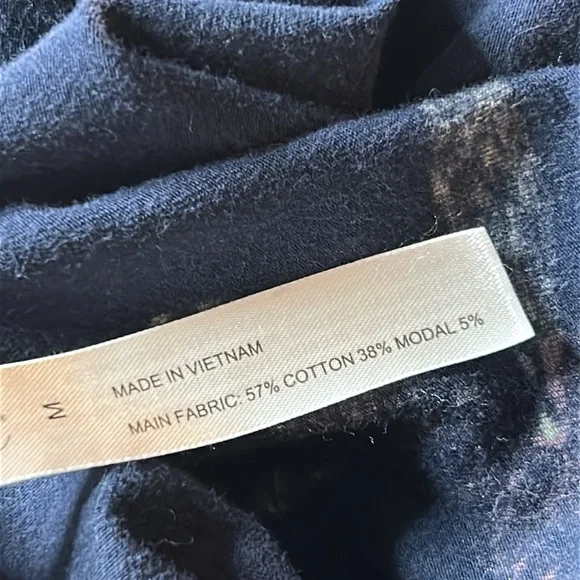 M
MADE IN VIETNAM
MAIN FABRIC: 57% COTTON 38% MODAL 5%